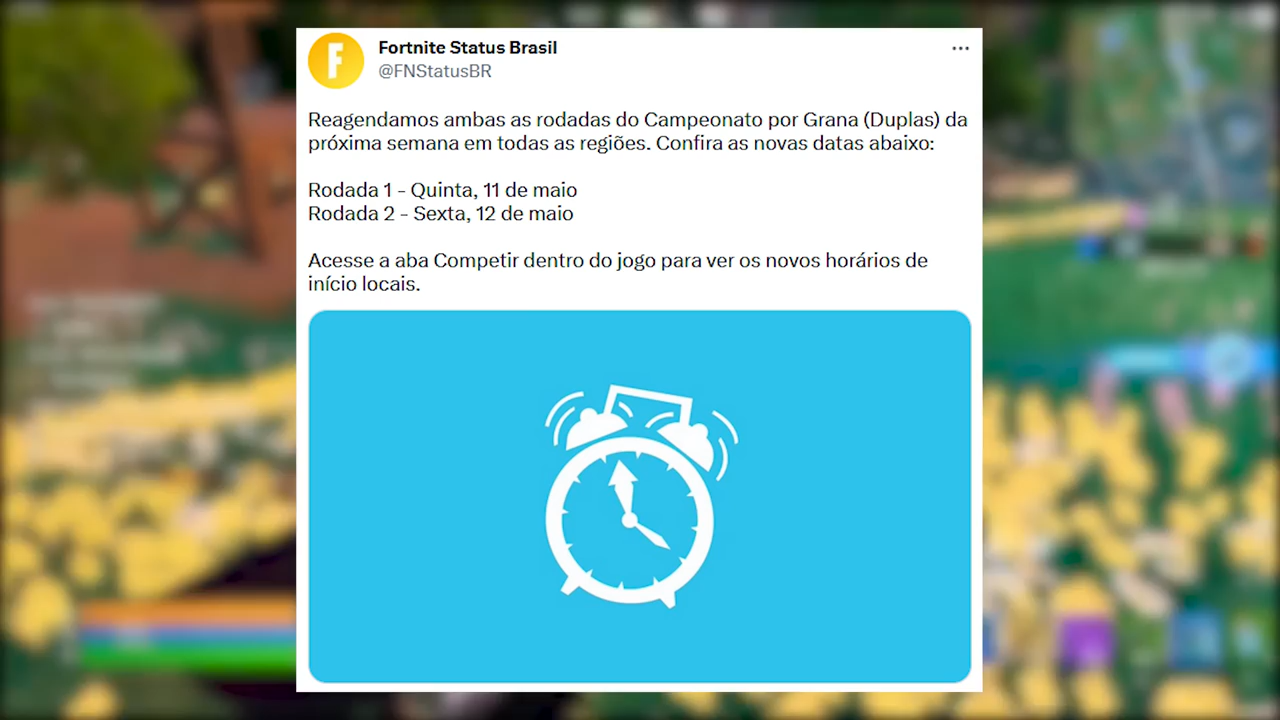 Fortnite Status Brasil
@FNStatusBR
Reagendamos ambas as rodadas do Campeonato por Grana (Duplas) da
próxima semana em todas as regiões. Confira as novas datas abaixo:
Rodada 1 - Quinta, 11 de maio
Rodada 2 - Sexta, 12 de maio
Acesse a aba Competir dentro do jogo para ver os novos horários de
início locais.